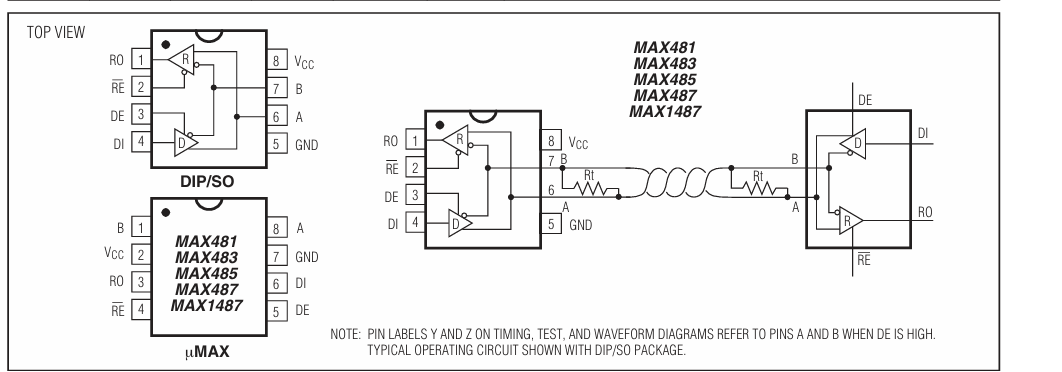 TOP VIEW
RO 1
8 VCC
R̅E̅ 2
R
7 B
DE 3
6 A
DI 4
D
5 GND
DIP/SO
B 1
8 A
VCC 2
7 GND
RO 3
6 DI
R̅E̅ 4
5 DE
MAX481
MAX483
MAX485
MAX487
MAX1487
µMAX
MAX481
MAX483
MAX485
MAX487
MAX1487
RO 1
R
8 VCC
R̅E̅ 2
7 B
Rt
DE 3
6
A
DI 4
D
5 GND
Rt
B
A
DE
D
DI
R
RO
R̅E̅
NOTE: PIN LABELS Y AND Z ON TIMING, TEST, AND WAVEFORM DIAGRAMS REFER TO PINS A AND B WHEN DE IS HIGH.
TYPICAL OPERATING CIRCUIT SHOWN WITH DIP/SO PACKAGE.